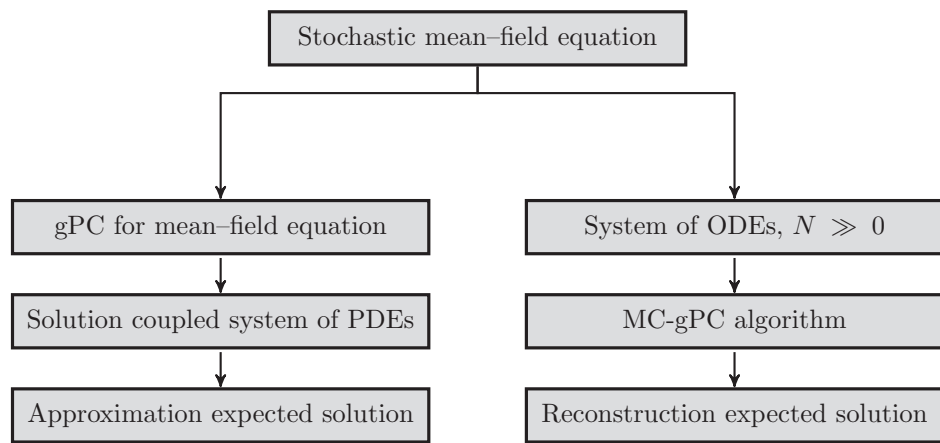 Stochastic mean–field equation
gPC for mean–field equation
System of ODEs, N ≫ 0
Solution coupled system of PDEs
MC-gPC algorithm
Approximation expected solution
Reconstruction expected solution